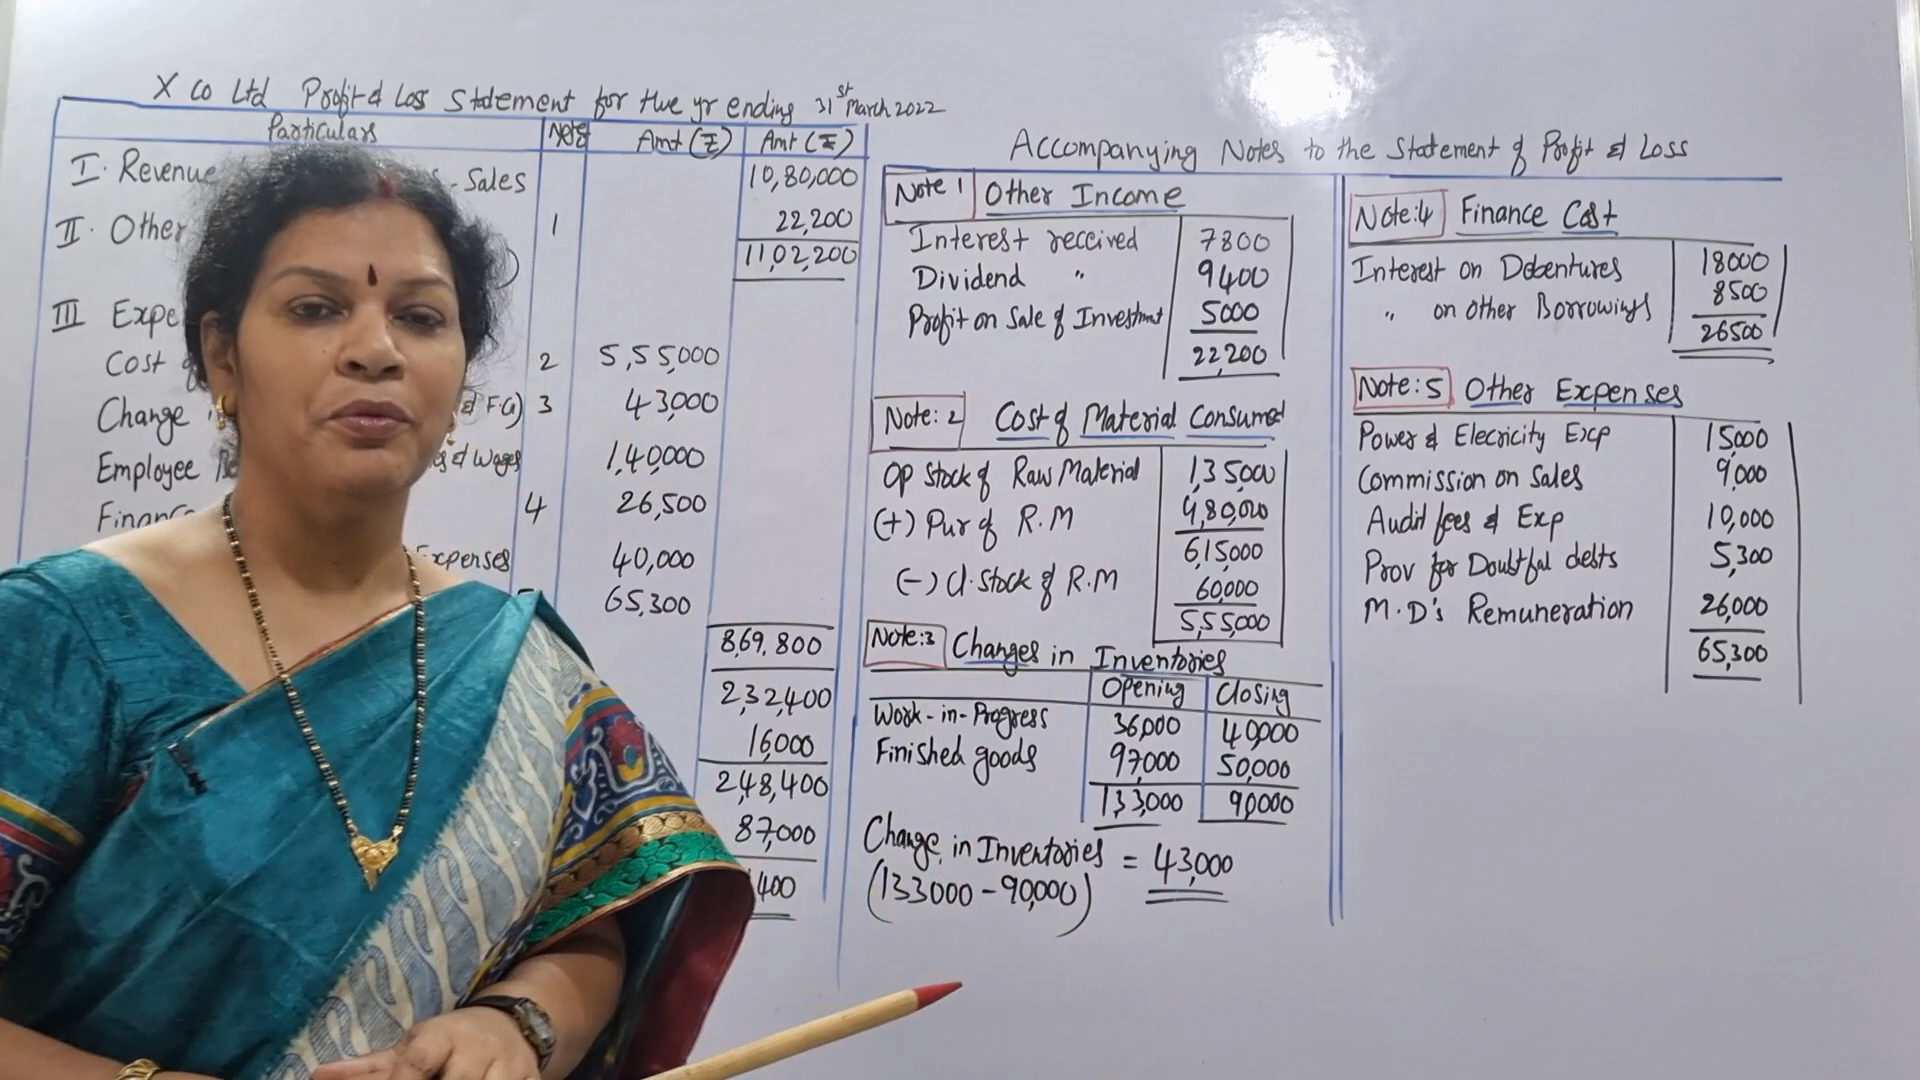 X Co Ltd Profit & Loss Statement for the yr ending 31st March 2022
Particulars Note Amt (₹) Amt (₹)
I. Revenue - Sales 10,80,000
II. Other 1 22,200
) 11,02,200
III Expe
Cost 2 5,55,000
Change & F.G) 3 43,000
Employee & Wages 1,40,000
Finance 4 26,500
Expenses 40,000
65,300
8,69,800
2,32,400
16,000
2,48,400
87,000
400
Accompanying Notes to the Statement of Profit & Loss
Note 1 Other Income
Interest received 7800
Dividend " 9400
Profit on Sale of Investment 5000
22,200
Note: 2 Cost of Material Consumed
Op Stock of Raw Material 1,35,000
(+) Pur of R.M 4,80,000
6,15,000
(-) Cl. Stock of R.M 60,000
5,55,000
Note:3 Changes in Inventories
Opening Closing
Work-in-Progress 36,000 40,000
Finished goods 97,000 50,000
1,33,000 90,000
Change in Inventories = 43,000
(133000 - 90,000)
Note:4 Finance Cost
Interest on Debentures 18000
" on Other Borrowings 8500
26500
Note: 5 Other Expenses
Power & Elecricity Exp 15,000
Commission on Sales 9,000
Audit fees & Exp 10,000
Prov for Doubtful debts 5,300
M.D's Remuneration 26,000
65,300